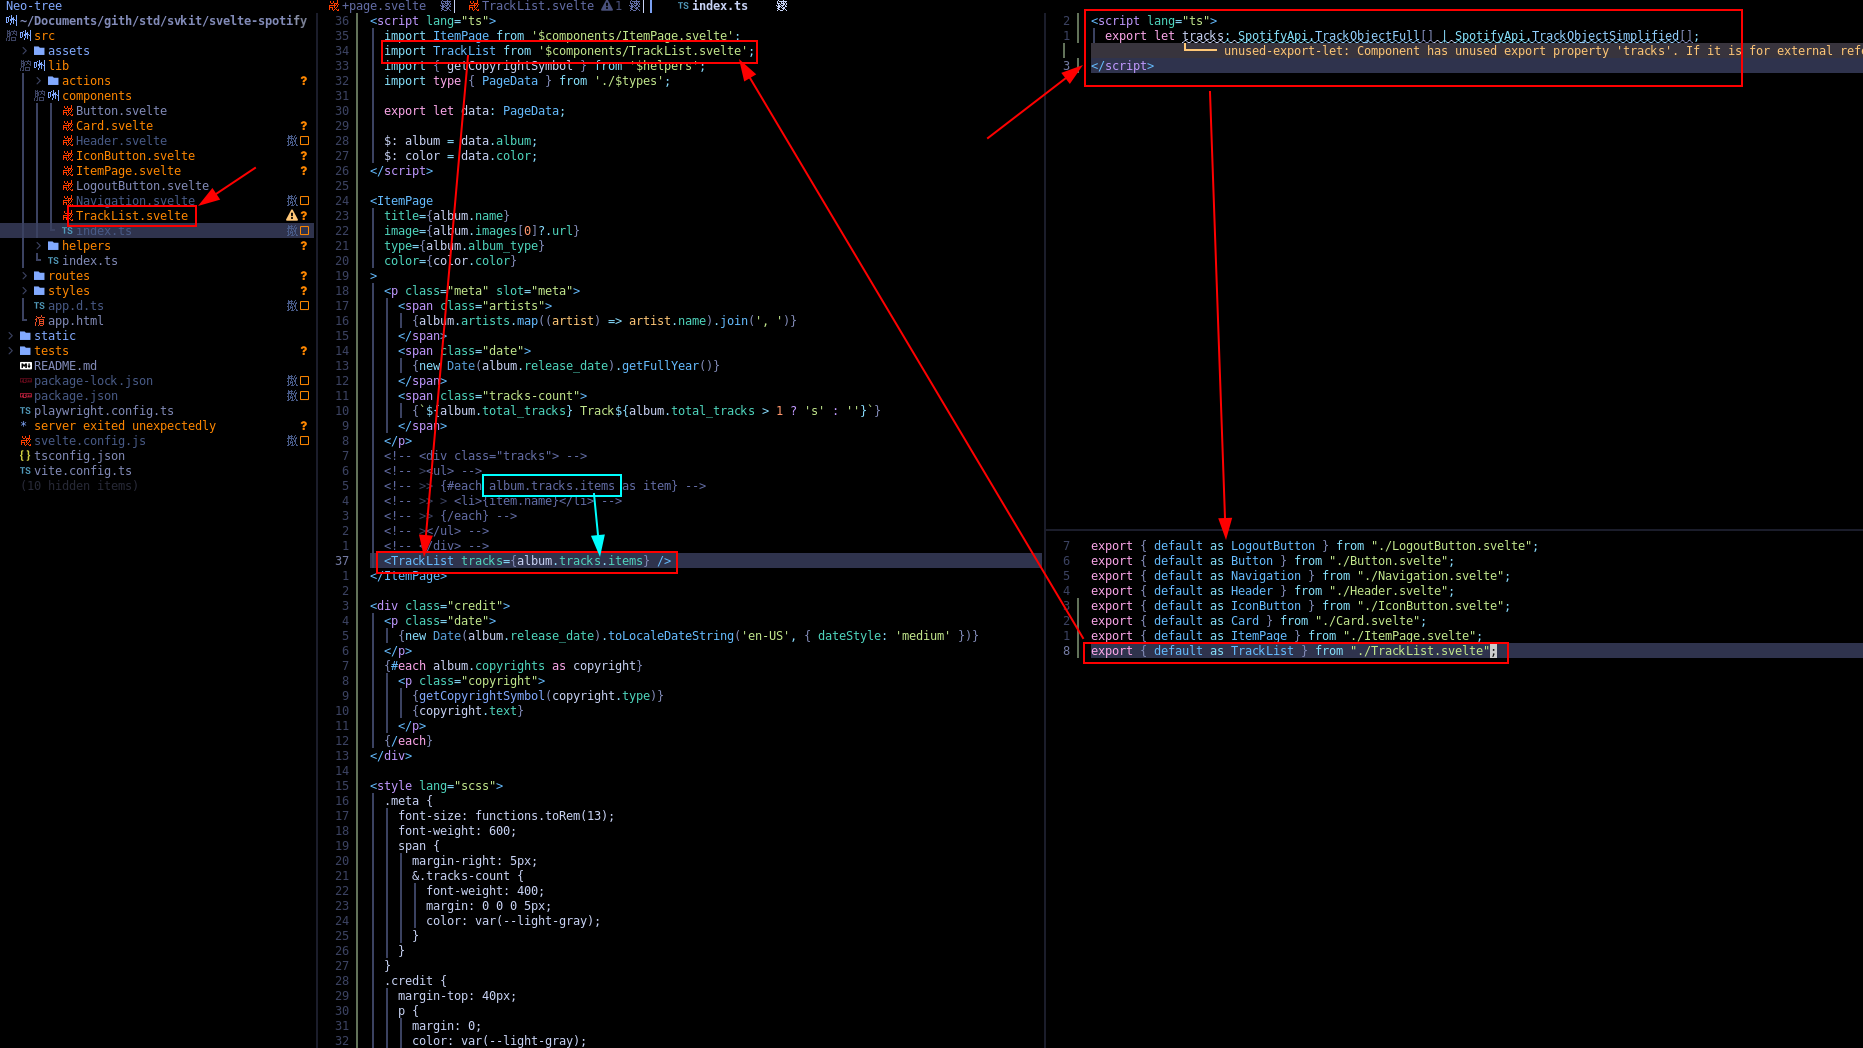 Neo-tree
~/Documents/gith/std/svkit/svelte-spotify
src
assets
lib
actions ?
components
Button.svelte
Card.svelte ?
Header.svelte
IconButton.svelte ?
ItemPage.svelte ?
LogoutButton.svelte
Navigation.svelte
TrackList.svelte ?
TS index.ts
helpers ?
TS index.ts
routes ?
styles ?
TS app.d.ts
app.html
static
tests ?
README.md
package-lock.json
package.json
TS playwright.config.ts
* server exited unexpectedly ?
svelte.config.js
{} tsconfig.json
TS vite.config.ts
(10 hidden items)
+page.svelte TrackList.svelte 1 TS index.ts
36 <script lang="ts">
35 import ItemPage from '$components/ItemPage.svelte';
34 import TrackList from '$components/TrackList.svelte';
33 import { getCopyrightSymbol } from '$helpers';
32 import type { PageData } from './$types';
31
30 export let data: PageData;
29
28 $: album = data.album;
27 $: color = data.color;
26 </script>
25
24 <ItemPage
23 title={album.name}
22 image={album.images[0]?.url}
21 type={album.album_type}
20 color={color.color}
19 >
18 <p class="meta" slot="meta">
17 <span class="artists">
16 {album.artists.map((artist) => artist.name).join(', ')}
15 </span>
14 <span class="date">
13 {new Date(album.release_date).getFullYear()}
12 </span>
11 <span class="tracks-count">
10 {`${album.total_tracks} Track${album.total_tracks > 1 ? 's' : ''}`}
9 </span>
8 </p>
7 <!-- <div class="tracks"> -->
6 <!-- ><ul> -->
5 <!-- >> {#each album.tracks.items as item} -->
4 <!-- >> > <li>{item.name}</li> -->
3 <!-- >> {/each} -->
2 <!-- ></ul> -->
1 <!-- </div> -->
37 <TrackList tracks={album.tracks.items} />
1 </ItemPage>
2
3 <div class="credit">
4 <p class="date">
5 {new Date(album.release_date).toLocaleDateString('en-US', { dateStyle: 'medium' })}
6 </p>
7 {#each album.copyrights as copyright}
8 <p class="copyright">
9 {getCopyrightSymbol(copyright.type)}
10 {copyright.text}
11 </p>
12 {/each}
13 </div>
14
15 <style lang="scss">
16 .meta {
17 font-size: functions.toRem(13);
18 font-weight: 600;
19 span {
20 margin-right: 5px;
21 &.tracks-count {
22 font-weight: 400;
23 margin: 0 0 0 5px;
24 color: var(--light-gray);
25 }
26 }
27 }
28 .credit {
29 margin-top: 40px;
30 p {
31 margin: 0;
32 color: var(--light-gray);
2 <script lang="ts">
1 export let tracks: SpotifyApi.TrackObjectFull[] | SpotifyApi.TrackObjectSimplified[];
unused-export-let: Component has unused export property 'tracks'. If it is for external refe
3 </script>
7 export { default as LogoutButton } from "./LogoutButton.svelte";
6 export { default as Button } from "./Button.svelte";
5 export { default as Navigation } from "./Navigation.svelte";
4 export { default as Header } from "./Header.svelte";
3 export { default as IconButton } from "./IconButton.svelte";
2 export { default as Card } from "./Card.svelte";
1 export { default as ItemPage } from "./ItemPage.svelte";
8 export { default as TrackList } from "./TrackList.svelte";